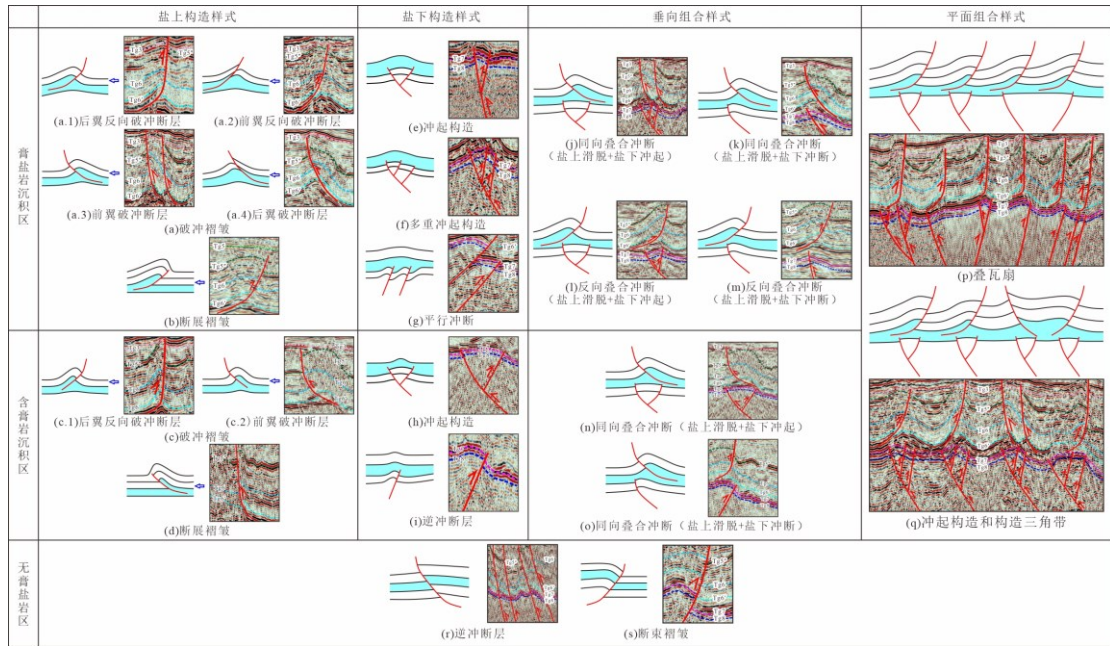 盐上构造样式
盐下构造样式
垂向组合样式
平面组合样式
膏盐岩沉积区
(a.1)后翼反向破冲断层
(a.2)前翼反向破冲断层
(a.3)前翼破冲断层
(a.4)后翼破冲断层
(a)破冲褶皱
(b)断展褶皱
(e)冲起构造
(f)多重冲起构造
(g)平行冲断
(j)同向叠合冲断
(盐上滑脱+盐下冲起)
(k)同向叠合冲断
(盐上滑脱+盐下冲断)
(l)反向叠合冲断
(盐上滑脱+盐下冲起)
(m)反向叠合冲断
(盐上滑脱+盐下冲断)
(p)叠瓦扇
含膏岩沉积区
(c.1)后翼反向破冲断层
(c.2)前翼破冲断层
(c)破冲褶皱
(d)断展褶皱
(h)冲起构造
(i)逆冲断层
(n)同向叠合冲断(盐上滑脱+盐下冲起)
(o)同向叠合冲断(盐上滑脱+盐下冲断)
(q)冲起构造和构造三角带
无膏盐岩区
(r)逆冲断层
(s)断束褶皱